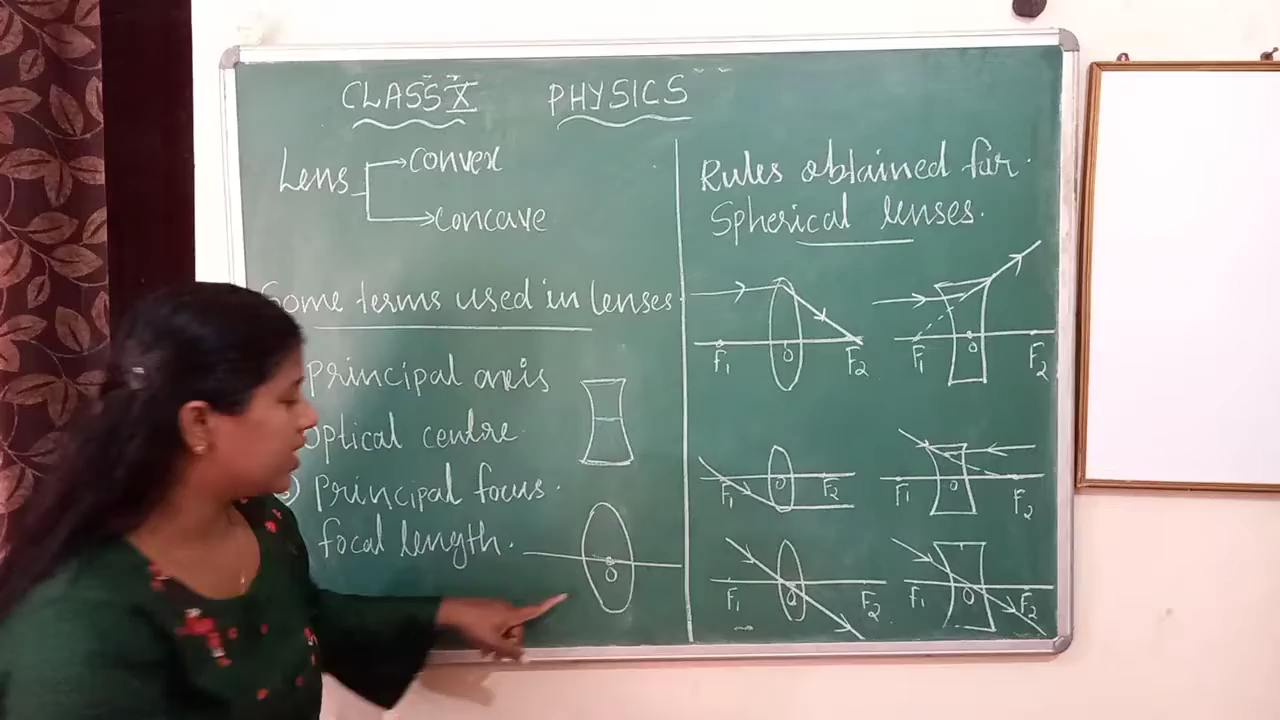 CLASS X PHYSICS
Lens
Convex
Concave
Some terms used in lenses
Principal axis
Optical centre
Principal focus.
focal length.
O
Rules obtained for
Spherical lenses.
F₁ O F₂
F₁ O F₂
F₁ O F₂
F₁ O F₂
F₁ O F₂
F₁ O F₂